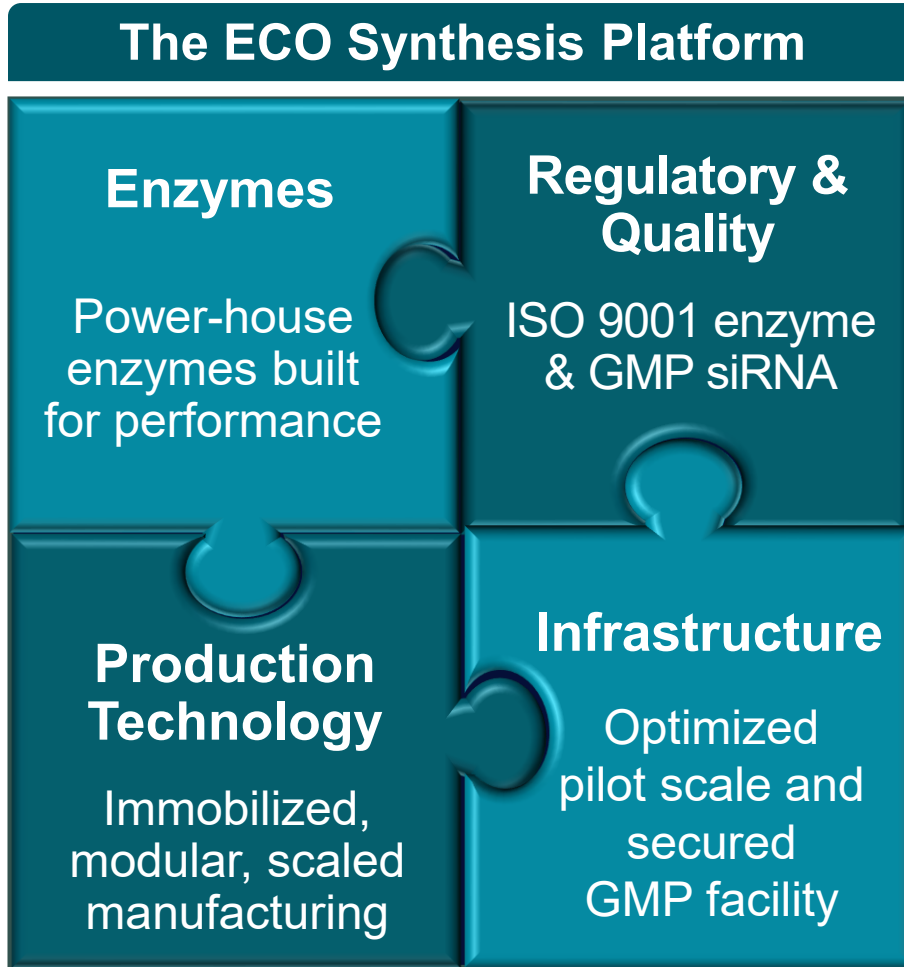 The ECO Synthesis Platform
Enzymes
Power-house
enzymes built
for performance
Regulatory &
Quality
ISO 9001 enzyme
& GMP siRNA
Production
Technology
Immobilized,
modular, scaled
manufacturing
Infrastructure
Optimized
pilot scale and
secured
GMP facility